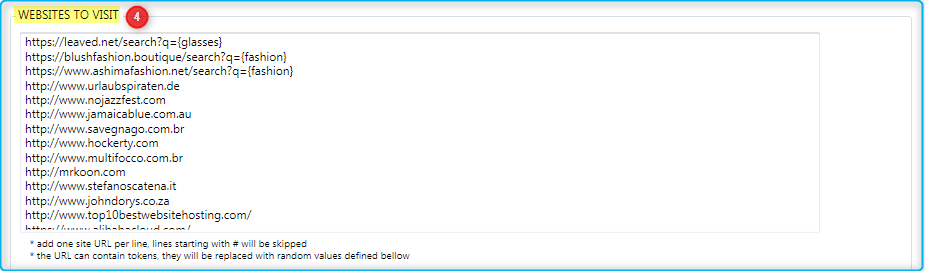 WEBSITES TO VISIT 4
https://leaved.net/search?q={glasses}
https://blushfashion.boutique/search?q={fashion}
https://www.ashimafashion.net/search?q={fashion}
http://www.urlaubspiraten.de
http://www.nojazzfest.com
http://www.jamaicablue.com.au
http://www.savegnago.com.br
http://www.hockerty.com
http://www.multifocco.com.br
http://mrkoon.com
http://www.stefanoscatena.it
http://www.johndorys.co.za
http://www.top10bestwebsitehosting.com/
https://www.alibabacloud.com/
* add one site URL per line, lines starting with # will be skipped
* the URL can contain tokens, they will be replaced with random values defined bellow